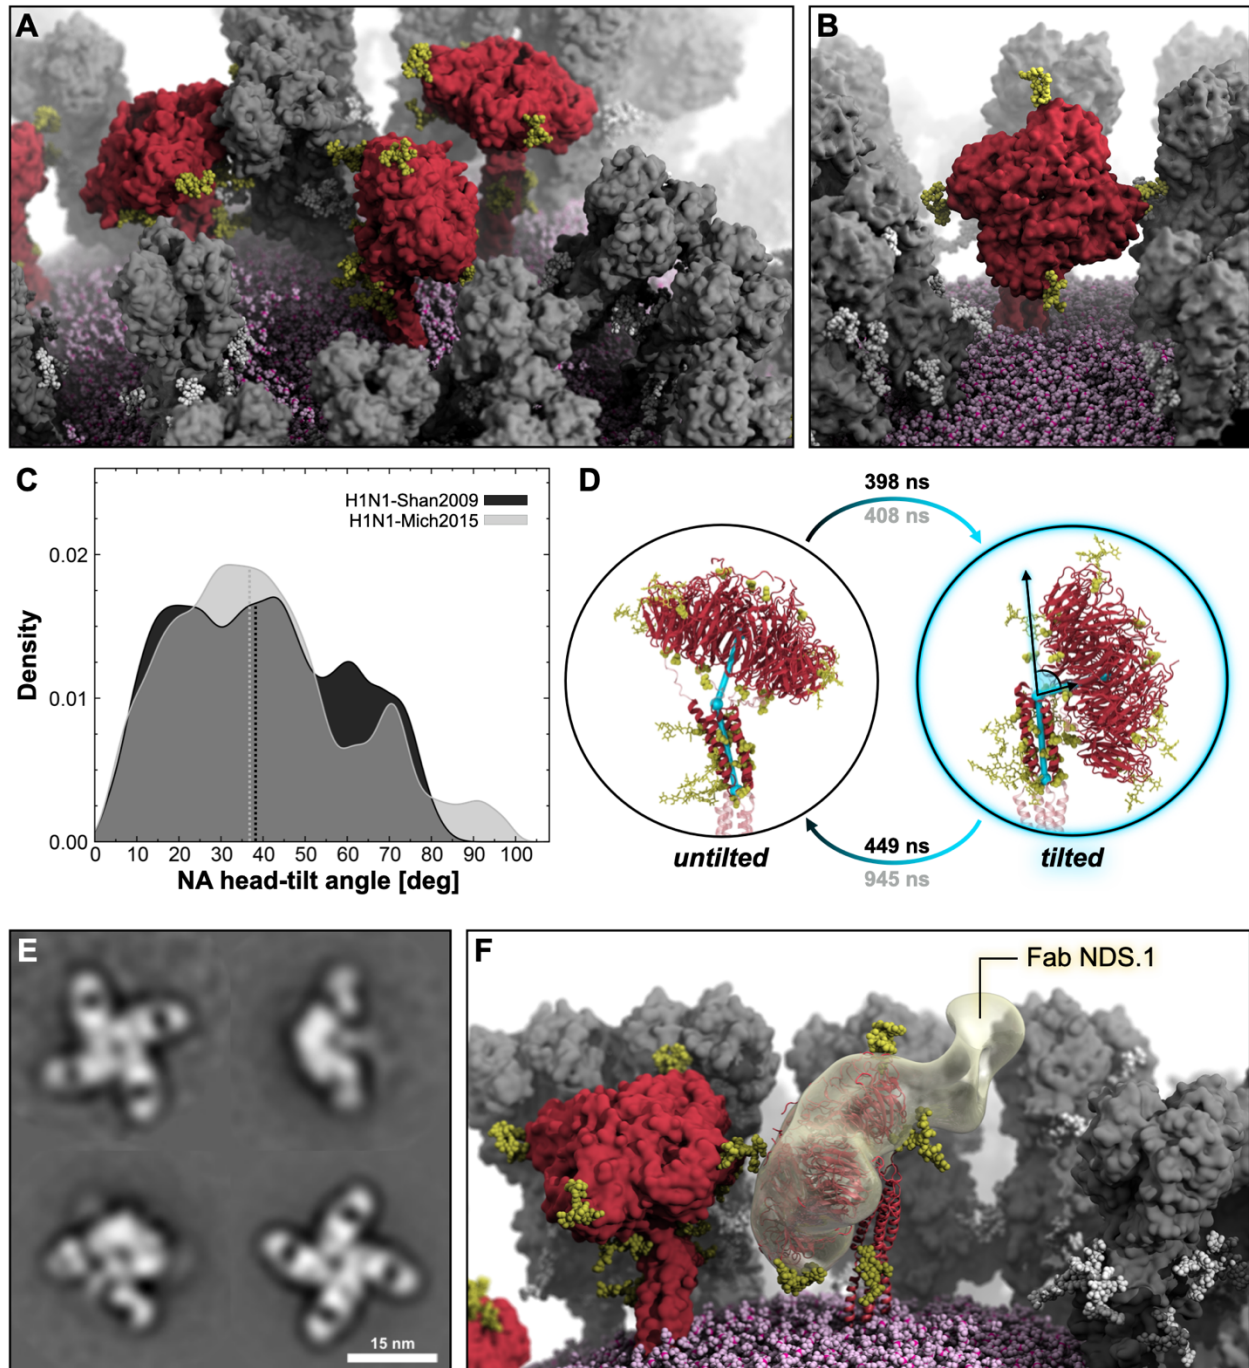 A
B
C
H1N1-Shan2009
H1N1-Mich2015
0.02
0.01
0.00
Density
0 10 20 30 40 50 60 70 80 90 100
NA head-tilt angle [deg]
D
398 ns
408 ns
untilted
tilted
449 ns
945 ns
E
15 nm
F
Fab NDS.1